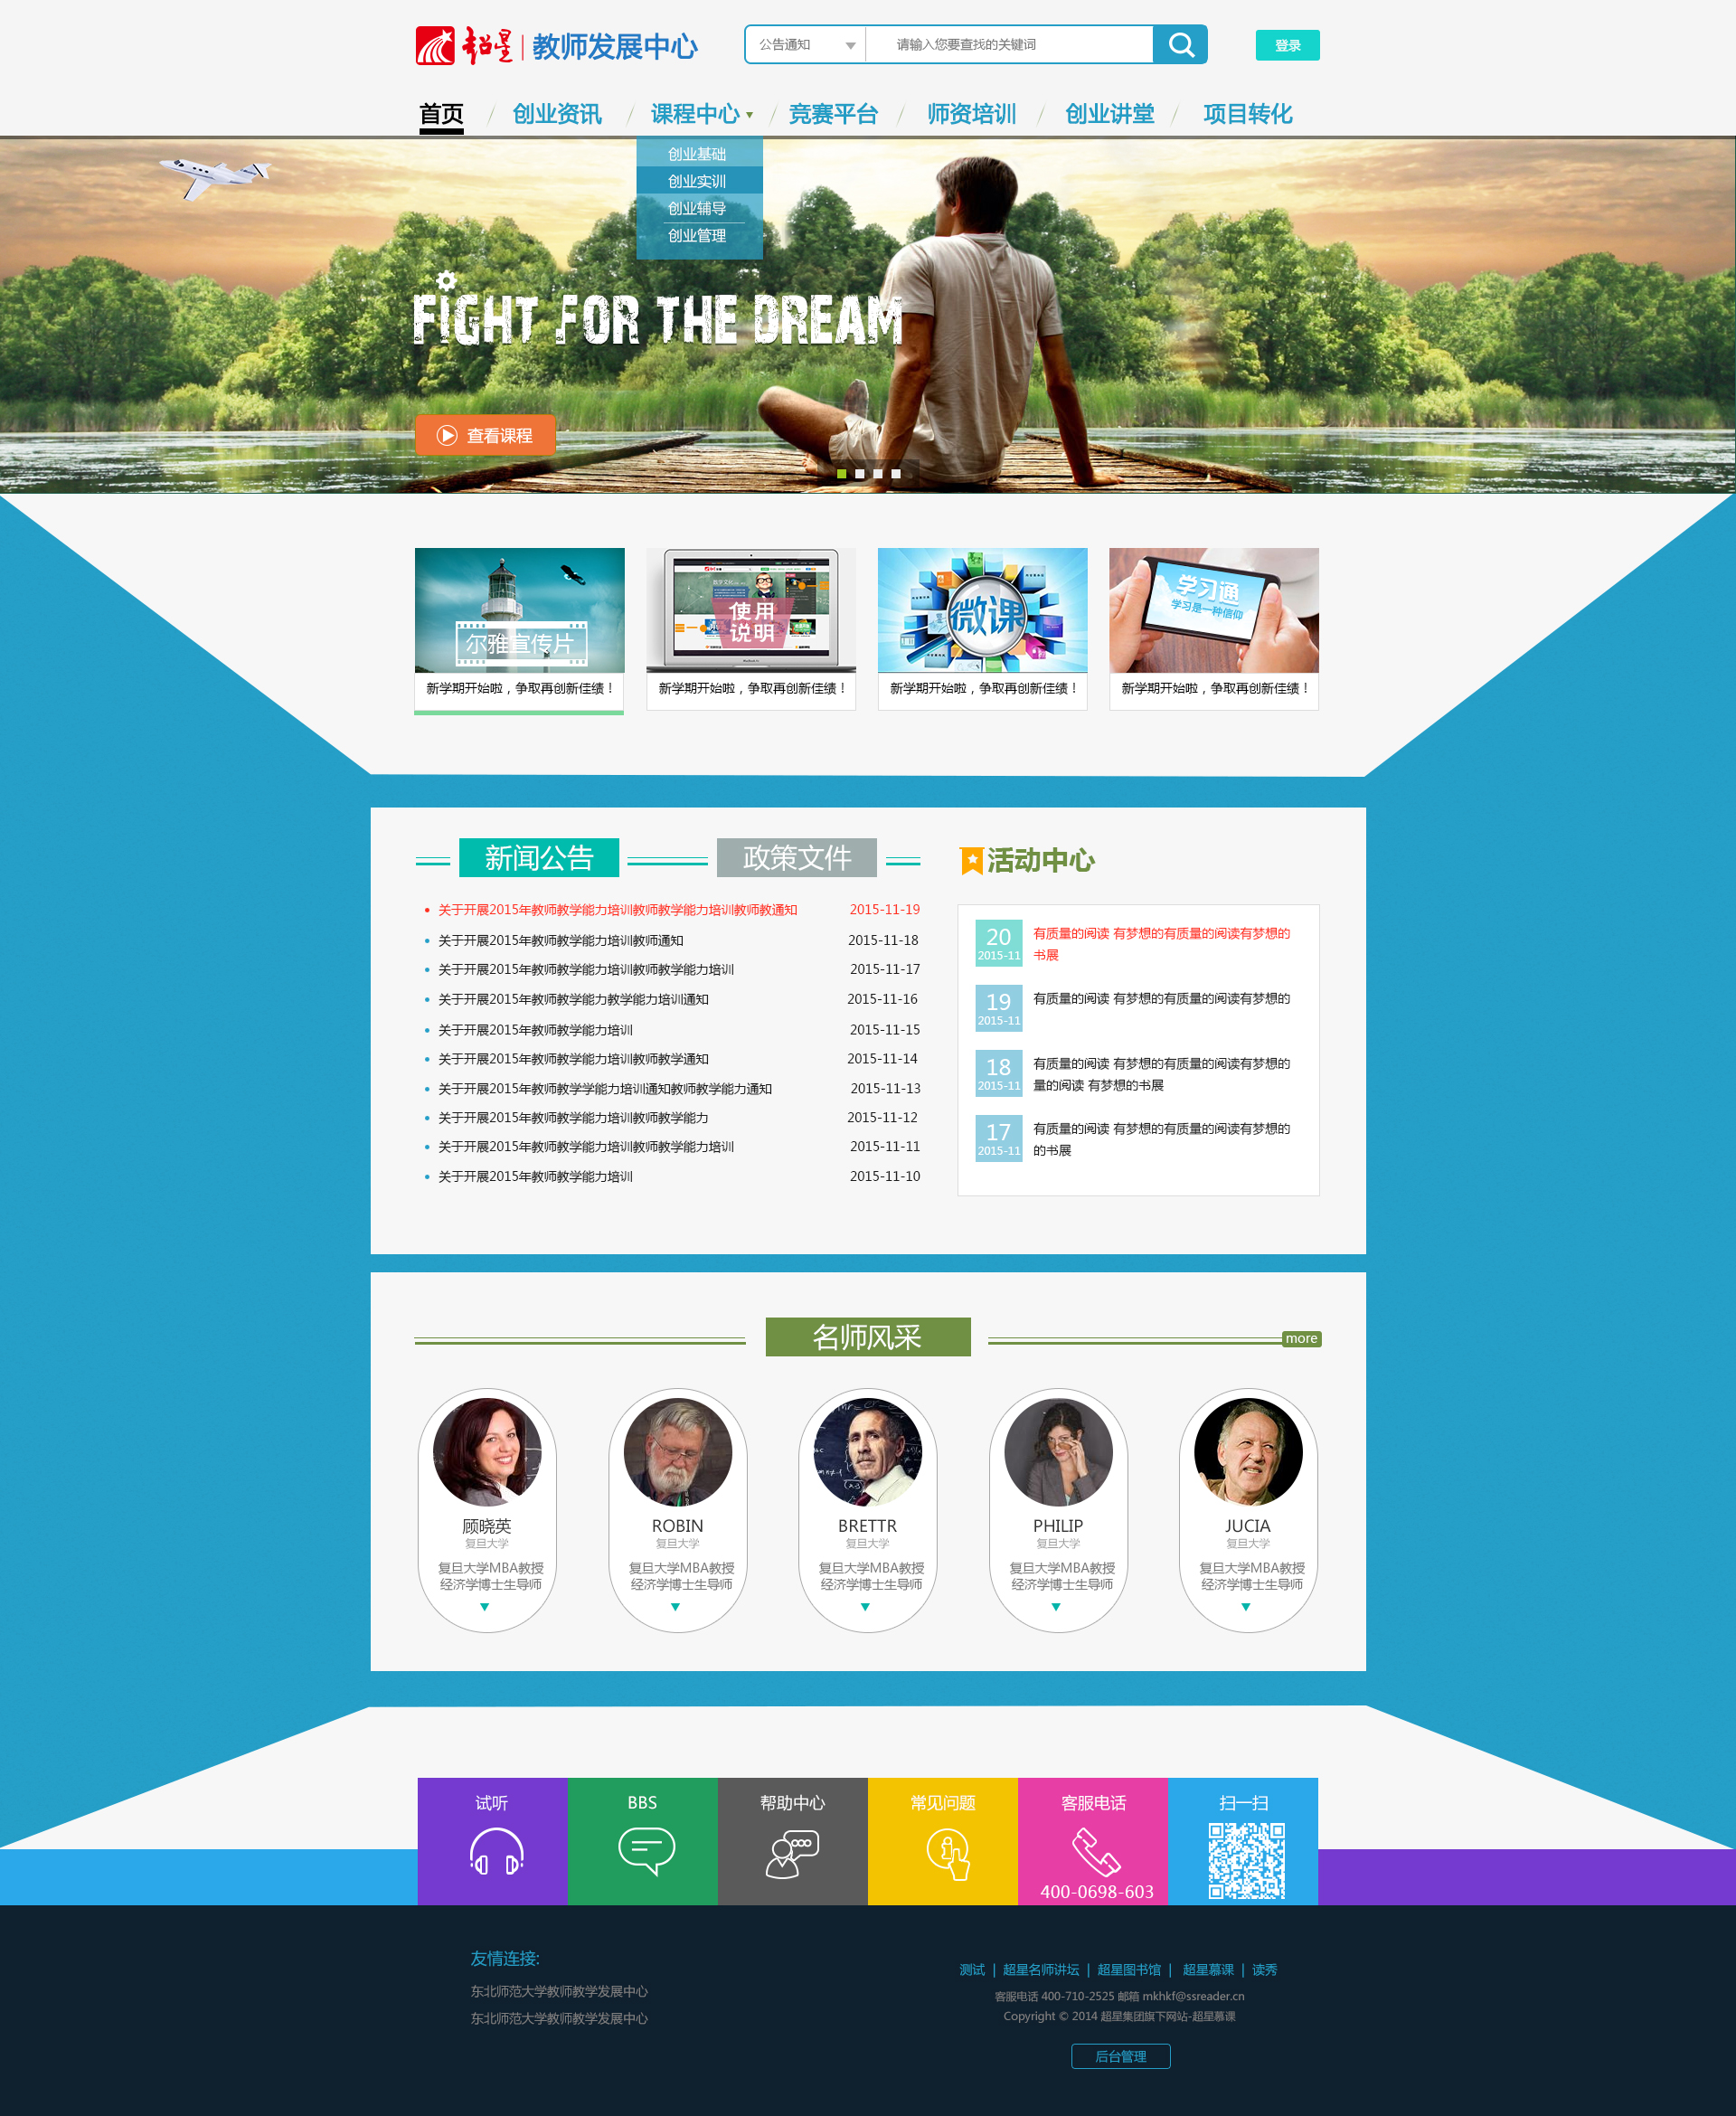 超星 教师发展中心
公告通知 请输入您要查找的关键词
登录
首页 创业资讯 课程中心 竞赛平台 师资培训 创业讲堂 项目转化
创业基础
创业实训
创业辅导
创业管理
FIGHT FOR THE DREAM
查看课程
尔雅宣传片
使用
说明
微课
学习通
学习是一种信仰
新学期开始啦，争取再创新佳绩！
新学期开始啦，争取再创新佳绩！
新学期开始啦，争取再创新佳绩！
新学期开始啦，争取再创新佳绩！
新闻公告 政策文件
关于开展2015年教师教学能力培训教师教学能力培训教师教通知 2015-11-19
关于开展2015年教师教学能力培训教师通知 2015-11-18
关于开展2015年教师教学能力培训教师教学能力培训 2015-11-17
关于开展2015年教师教学能力教学能力培训通知 2015-11-16
关于开展2015年教师教学能力培训 2015-11-15
关于开展2015年教师教学能力培训教师教学通知 2015-11-14
关于开展2015年教师教学学能力培训通知教师教学能力通知 2015-11-13
关于开展2015年教师教学能力培训教师教学能力 2015-11-12
关于开展2015年教师教学能力培训教师教学能力培训 2015-11-11
关于开展2015年教师教学能力培训 2015-11-10
活动中心
20
2015-11
有质量的阅读 有梦想的有质量的阅读有梦想的
书展
19
2015-11
有质量的阅读 有梦想的有质量的阅读有梦想的
18
2015-11
有质量的阅读 有梦想的有质量的阅读有梦想的
量的阅读 有梦想的书展
17
2015-11
有质量的阅读 有梦想的有质量的阅读有梦想的
的书展
名师风采
more
顾晓英
复旦大学
复旦大学MBA教授
经济学博士生导师
ROBIN
复旦大学
复旦大学MBA教授
经济学博士生导师
BRETTR
复旦大学
复旦大学MBA教授
经济学博士生导师
PHILIP
复旦大学
复旦大学MBA教授
经济学博士生导师
JUCIA
复旦大学
复旦大学MBA教授
经济学博士生导师
试听
BBS
帮助中心
常见问题
客服电话
400-0698-603
扫一扫
友情连接:
东北师范大学教师教学发展中心
东北师范大学教师教学发展中心
测试 | 超星名师讲坛 | 超星图书馆 | 超星慕课 | 读秀
客服电话 400-710-2525 邮箱 mkhkf@ssreader.cn
Copyright © 2014 超星集团旗下网站-超星慕课
后台管理